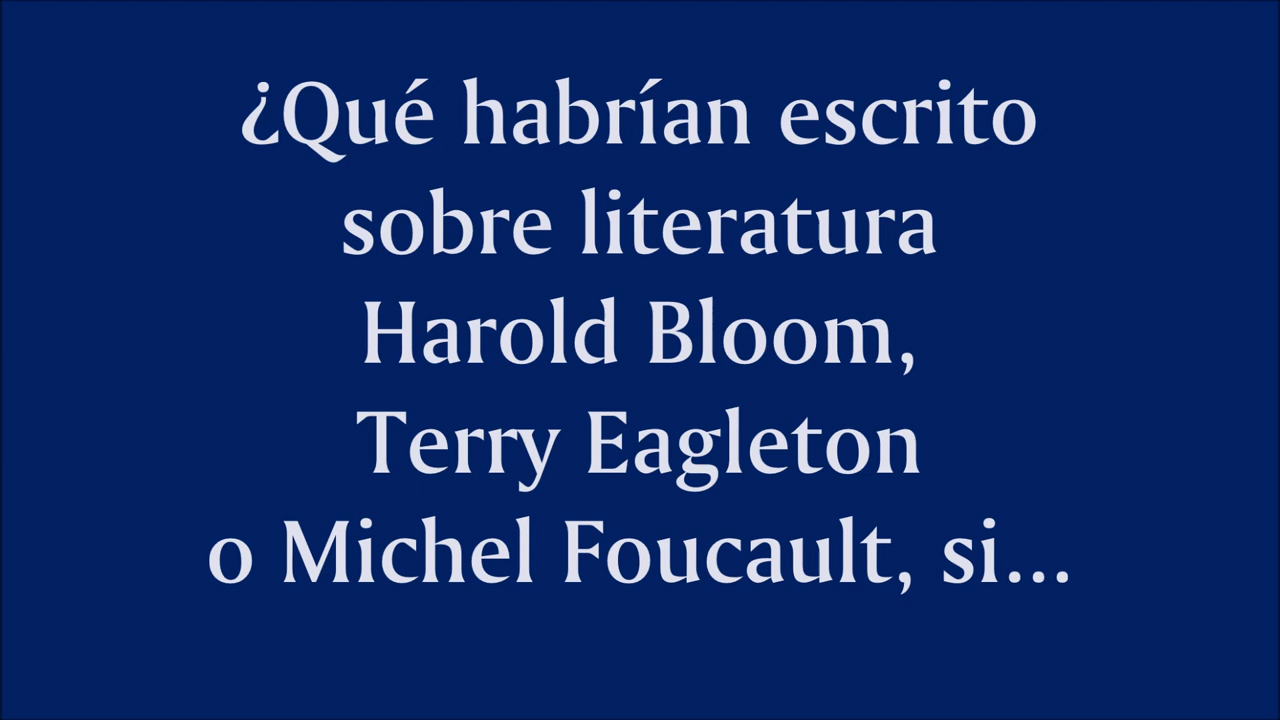 ¿Qué habrían escrito
sobre literatura
Harold Bloom,
Terry Eagleton
o Michel Foucault, si...